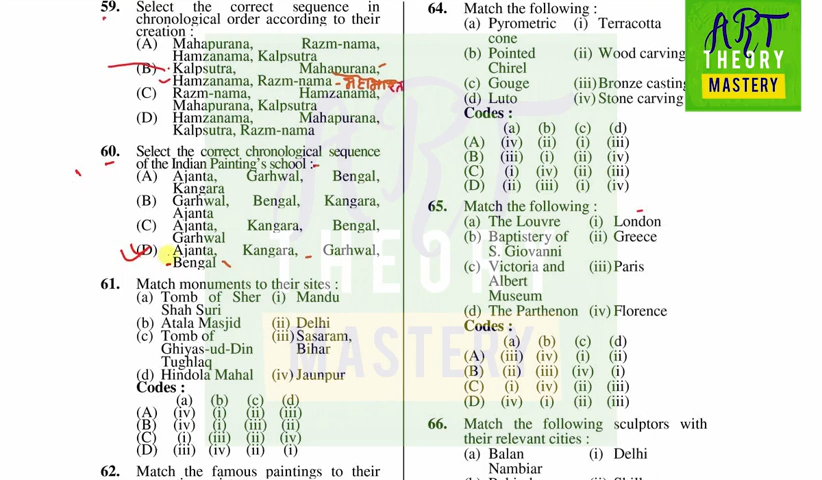 59. Select the correct sequence in
chronological order according to their
creation :
(A) Mahapurana, Razm-nama,
Hamzanama, Kalpsutra
(B) Kalpsutra, Mahapurana,
Hamzanama, Razm-nama - महाभारत
(C) Razm-nama, Hamzanama,
Mahapurana, Kalpsutra
(D) Hamzanama, Mahapurana,
Kalpsutra, Razm-nama
60. Select the correct chronological sequence
of the Indian Painting's school :
(A) Ajanta, Garhwal, Bengal,
Kangara
(B) Garhwal, Bengal, Kangara,
Ajanta
(C) Ajanta, Kangara, Bengal,
Garhwal
(D) Ajanta, Kangara, Garhwal,
Bengal
61. Match monuments to their sites :
(a) Tomb of Sher (i) Mandu
Shah Suri
(b) Atala Masjid (ii) Delhi
(c) Tomb of (iii) Sasaram,
Ghiyas-ud-Din Bihar
Tughlaq
(d) Hindola Mahal (iv) Jaunpur
Codes :
(a) (b) (c) (d)
(A) (iv) (i) (ii) (iii)
(B) (iv) (i) (iii) (ii)
(C) (i) (iii) (ii) (iv)
(D) (iii) (iv) (ii) (i)
62. Match the famous paintings to their
64. Match the following :
(a) Pyrometric (i) Terracotta
cone
(b) Pointed (ii) Wood carving
Chirel
(c) Gouge (iii) Bronze casting
(d) Luto (iv) Stone carving
Codes :
(a) (b) (c) (d)
(A) (iv) (ii) (i) (iii)
(B) (iii) (i) (ii) (iv)
(C) (i) (iv) (ii) (iii)
(D) (ii) (iii) (i) (iv)
65. Match the following :
(a) The Louvre (i) London
(b) Baptistery of (ii) Greece
S. Giovanni
(c) Victoria and (iii) Paris
Albert
Museum
(d) The Parthenon (iv) Florence
Codes :
(a) (b) (c) (d)
(A) (iii) (iv) (i) (ii)
(B) (ii) (iii) (iv) (i)
(C) (i) (iv) (ii) (iii)
(D) (iv) (i) (ii) (iii)
66. Match the following sculptors with
their relevant cities :
(a) Balan (i) Delhi
Nambiar
ART
THEORY
MASTERY
ART
THEORY
MASTERY